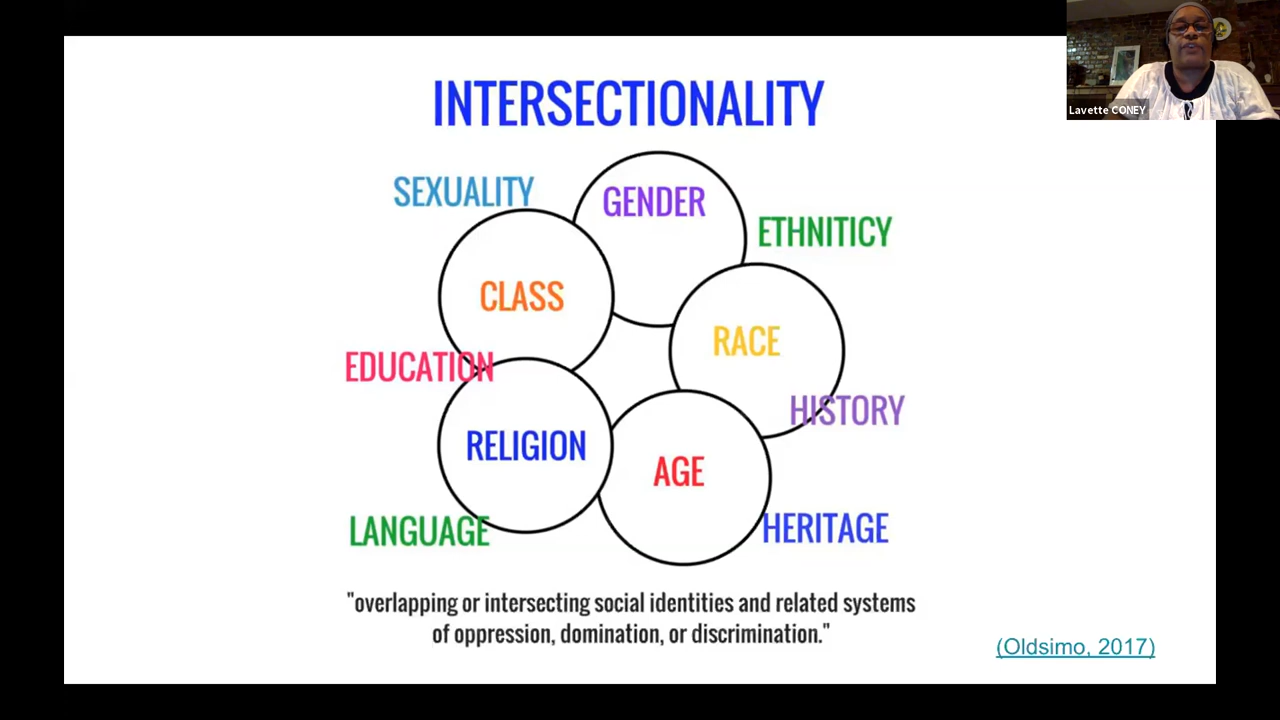 INTERSECTIONALITY
SEXUALITY
GENDER
ETHNITICY
CLASS
RACE
EDUCATION
HISTORY
RELIGION
AGE
LANGUAGE
HERITAGE
"overlapping or intersecting social identities and related systems
of oppression, domination, or discrimination."
(Oldsimo, 2017)
Lavette CONEY